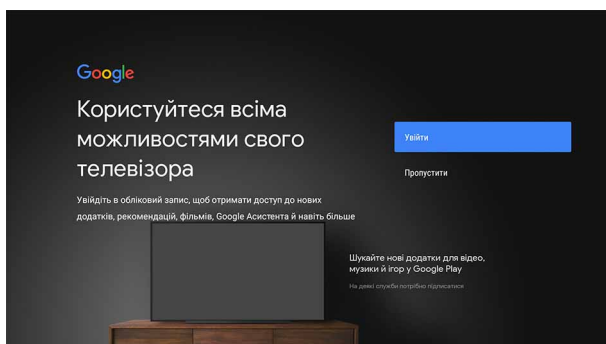 Google
Користуйтеся всіма
можливостями свого
телевізора
Увійдіть в обліковий запис, щоб отримати доступ до нових
додатків, рекомендацій, фільмів, Google Асистента й навіть більше
Увійти
Пропустити
Шукайте нові додатки для відео,
музики й ігор у Google Play
На деякі служби потрібно підписатися